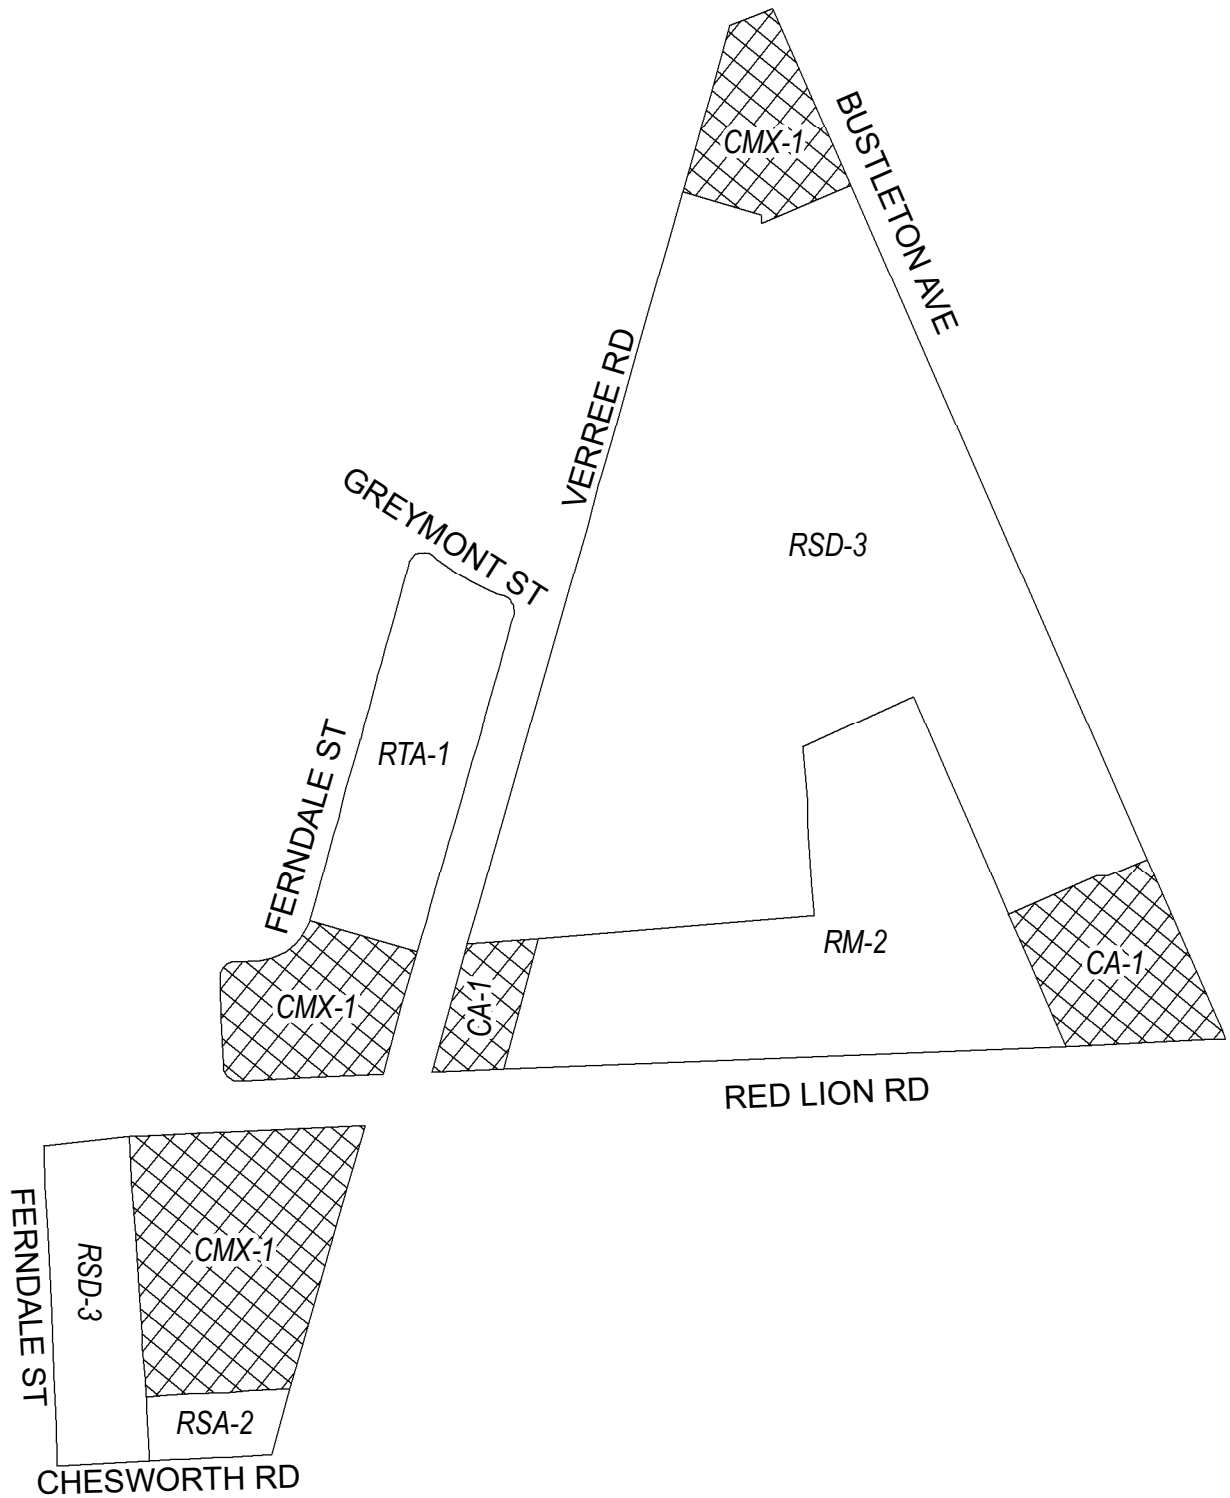 CMX-1
BUSTLETON AVE
VERREE RD
GREYMONT ST
RSD-3
FERNDALE ST
RTA-1
RM-2
CA-1
CMX-1
CA-1
RED LION RD
FERNDALE ST
RSD-3
CMX-1
RSA-2
CHESWORTH RD